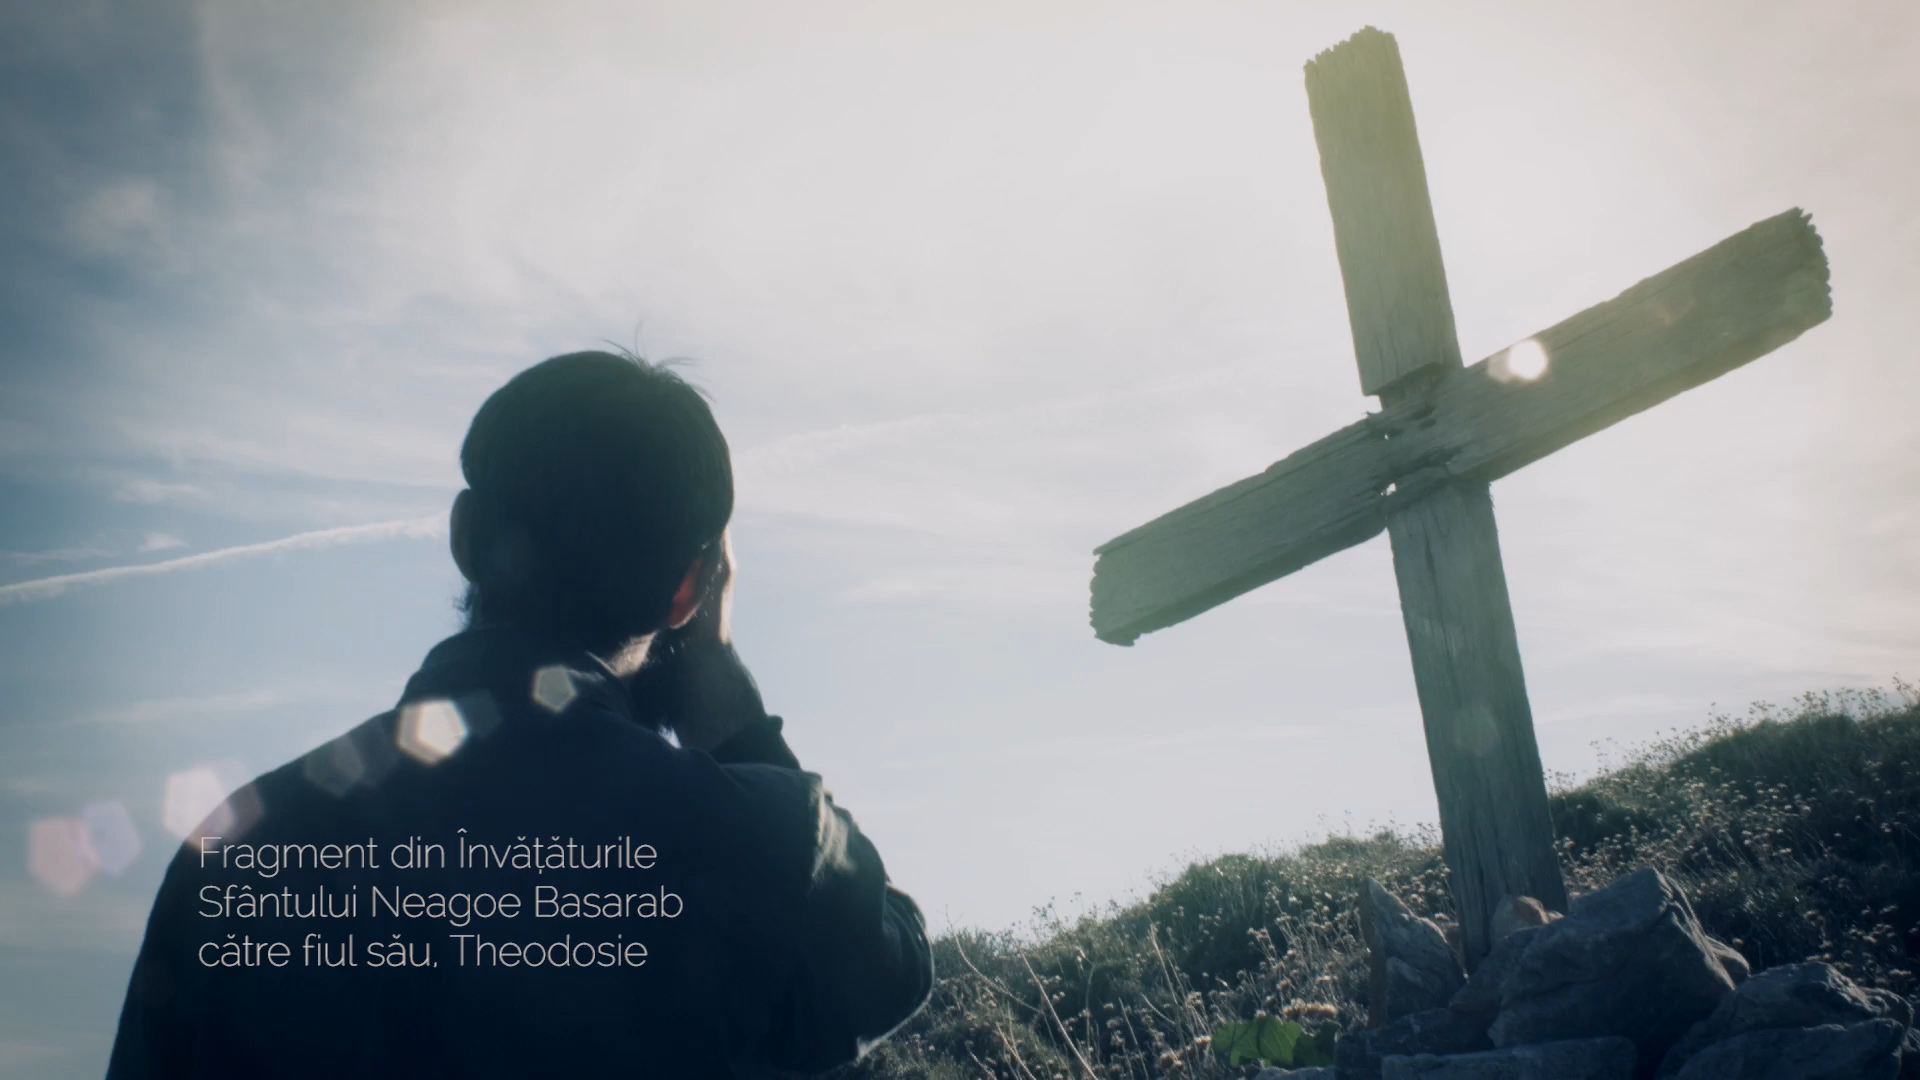 Fragment din Învățăturile
Sfântului Neagoe Basarab
către fiul său, Theodosie